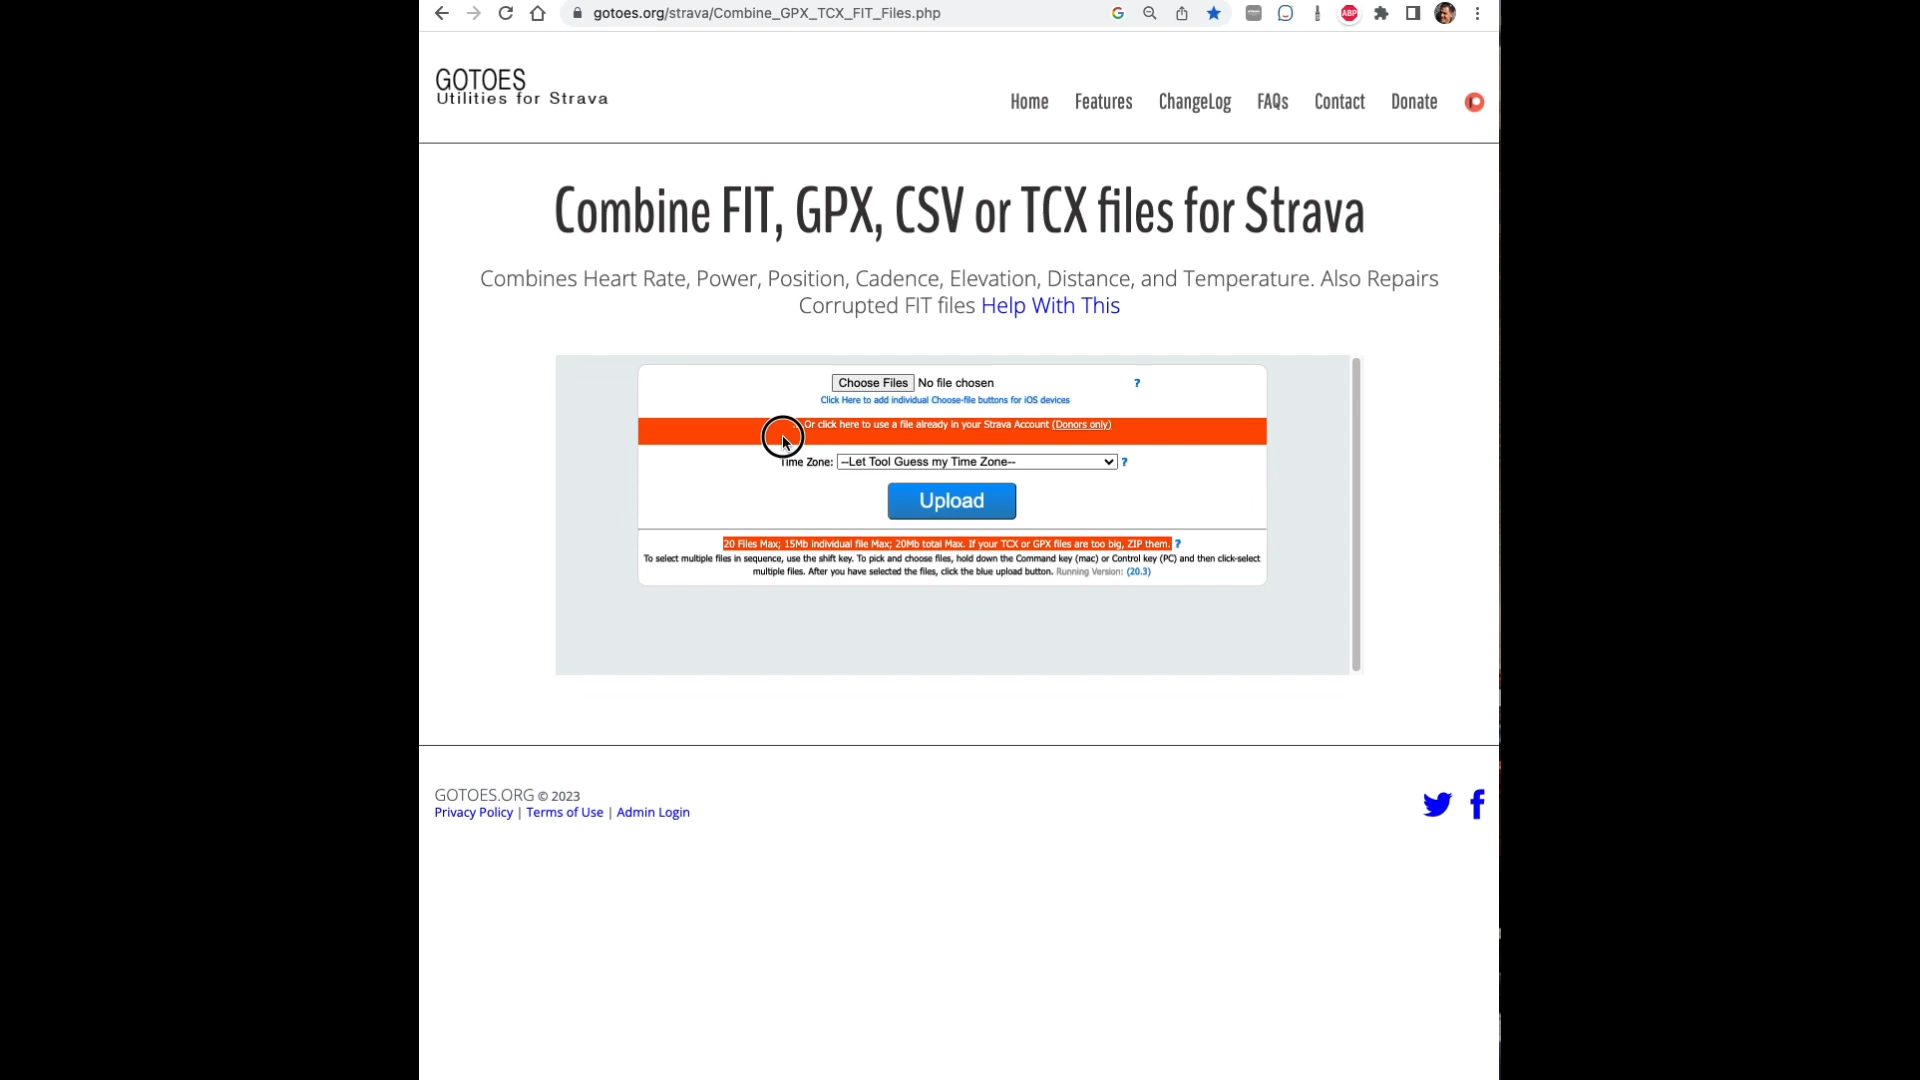 gotoes.org/strava/Combine_GPX_TCX_FIT_Files.php
ABP
GOTOES
Utilities for Strava
Home Features ChangeLog FAQs Contact Donate
Combine FIT, GPX, CSV or TCX files for Strava
Combines Heart Rate, Power, Position, Cadence, Elevation, Distance, and Temperature. Also Repairs
Corrupted FIT files Help With This
Choose Files No file chosen ?
Click Here to add individual Choose-file buttons for iOS devices
Or click here to use a file already in your Strava Account (Donors only)
Time Zone: --Let Tool Guess my Time Zone-- ?
Upload
20 Files Max; 15Mb individual file Max; 20Mb total Max. If your TCX or GPX files are too big, ZIP them. ?
To select multiple files in sequence, use the shift key. To pick and choose files, hold down the Command key (mac) or Control key (PC) and then click-select
multiple files. After you have selected the files, click the blue upload button. Running Version: (20.3)
GOTOES.ORG © 2023
Privacy Policy | Terms of Use | Admin Login